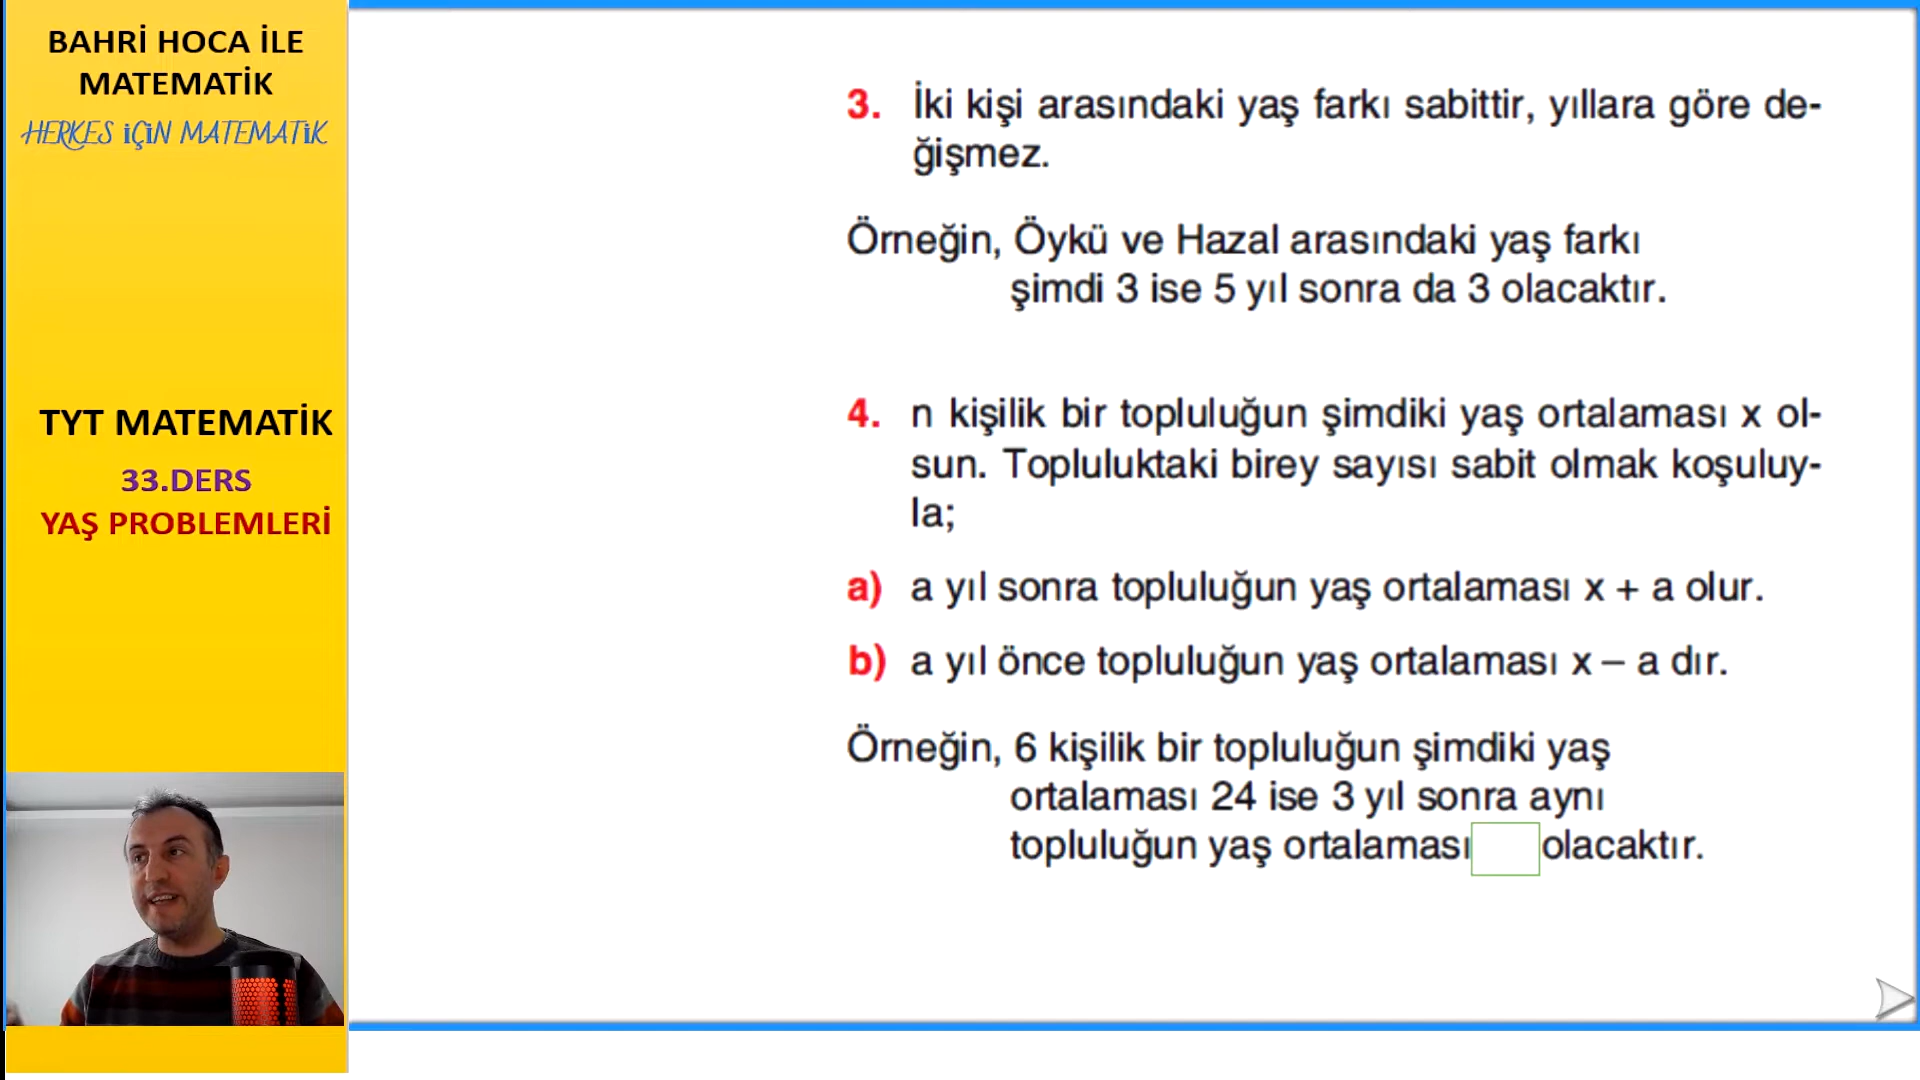 BAHRİ HOCA İLE
MATEMATİK
HERKES İÇİN MATEMATİK
TYT MATEMATİK
33.DERS
YAŞ PROBLEMLERİ
3. İki kişi arasındaki yaş farkı sabittir, yıllara göre de-
ğişmez.
Örneğin, Öykü ve Hazal arasındaki yaş farkı
şimdi 3 ise 5 yıl sonra da 3 olacaktır.
4. n kişilik bir topluluğun şimdiki yaş ortalaması x ol-
sun. Topluluktaki birey sayısı sabit olmak koşuluy-
la;
a) a yıl sonra topluluğun yaş ortalaması x + a olur.
b) a yıl önce topluluğun yaş ortalaması x – a dır.
Örneğin, 6 kişilik bir topluluğun şimdiki yaş
ortalaması 24 ise 3 yıl sonra aynı
topluluğun yaş ortalaması olacaktır.